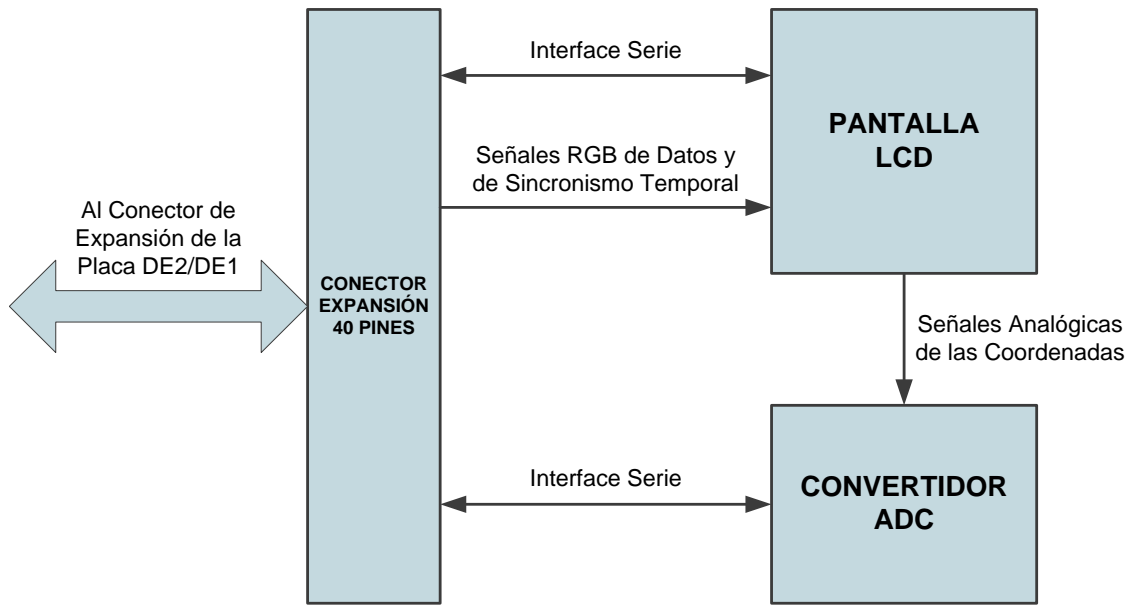 Interface Serie
PANTALLA
LCD
Señales RGB de Datos y
de Sincronismo Temporal
Al Conector de
Expansión de la
Placa DE2/DE1
CONECTOR
EXPANSIÓN
40 PINES
Señales Analógicas
de las Coordenadas
Interface Serie
CONVERTIDOR
ADC